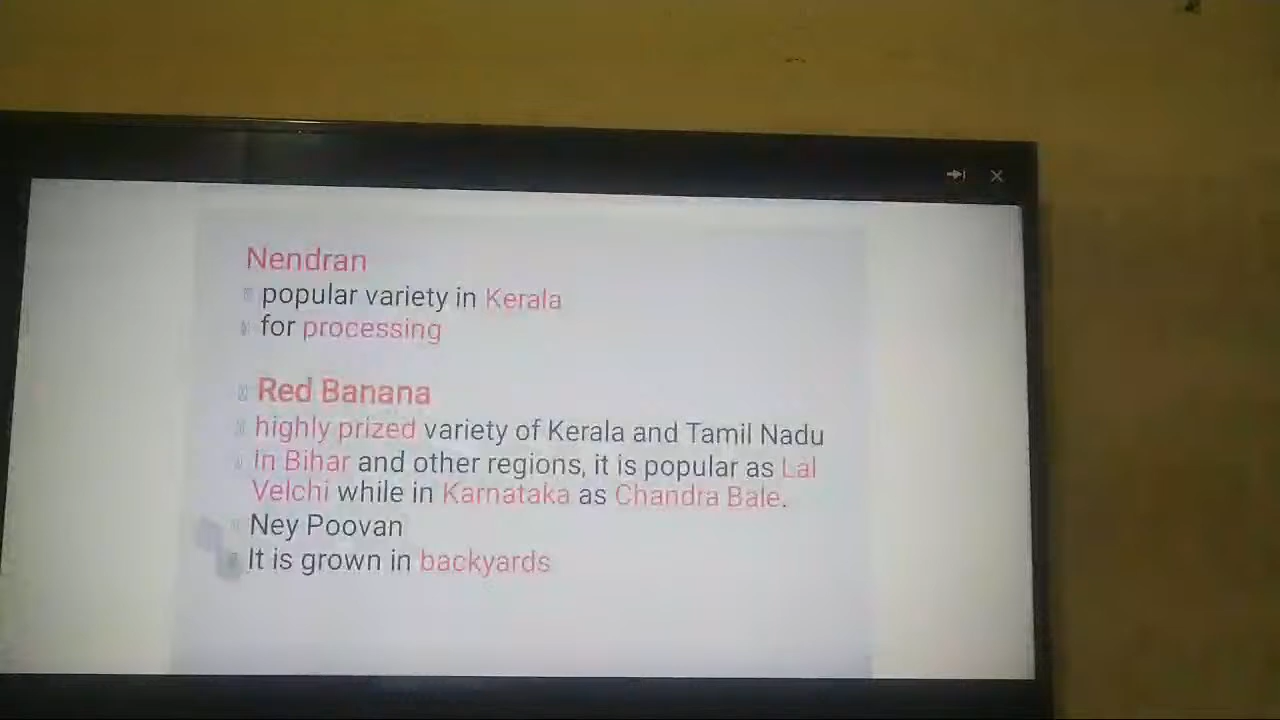 Nendran
popular variety in Kerala
for processing
Red Banana
highly prized variety of Kerala and Tamil Nadu
in Bihar and other regions, it is popular as Lal
Velchi while in Karnataka as Chandra Bale.
Ney Poovan
It is grown in backyards